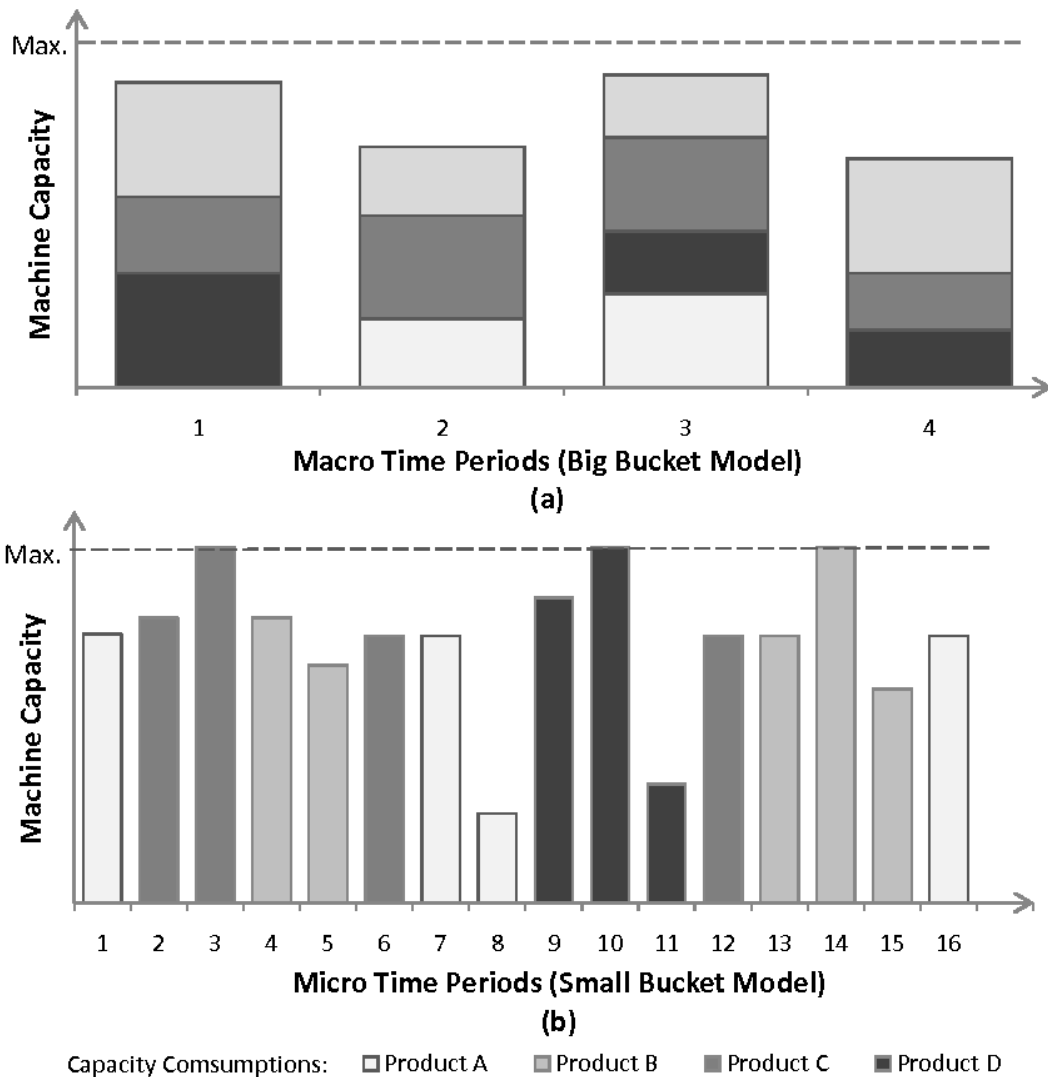 Max.
Machine Capacity
1 2 3 4
Macro Time Periods (Big Bucket Model)
(a)
Max.
Machine Capacity
1 2 3 4 5 6 7 8 9 10 11 12 13 14 15 16
Micro Time Periods (Small Bucket Model)
(b)
Capacity Comsumptions: Product A Product B Product C Product D